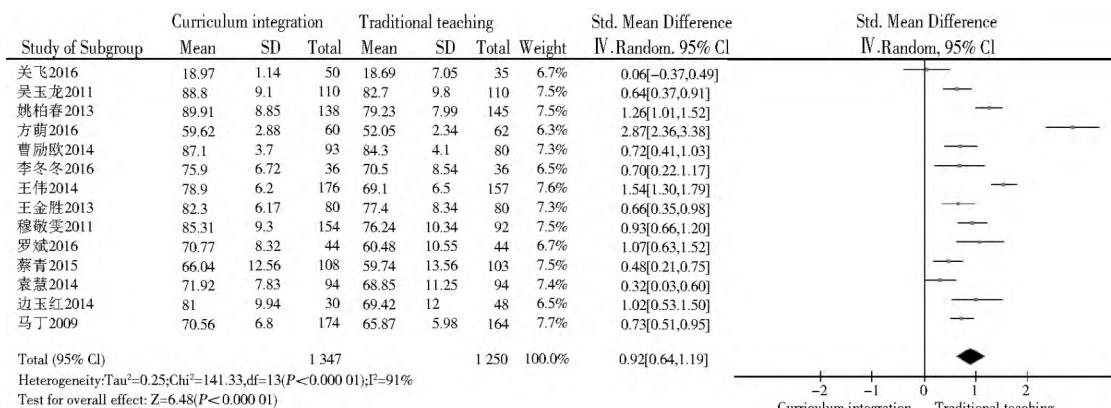 Curriculum integration Traditional teaching Std. Mean Difference Std. Mean Difference
Study of Subgroup Mean SD Total Mean SD Total Weight Ⅳ.Random. 95% Cl Ⅳ.Random, 95% Cl
关飞2016 18.97 1.14 50 18.69 7.05 35 6.7% 0.06[-0.37,0.49]
吴玉龙2011 88.8 9.1 110 82.7 9.8 110 7.5% 0.64[0.37,0.91]
姚柏春2013 89.91 8.85 138 79.23 7.99 145 7.5% 1.26[1.01,1.52]
方萌2016 59.62 2.88 60 52.05 2.34 62 6.3% 2.87[2.36,3.38]
曹励欧2014 87.1 3.7 93 84.3 4.1 80 7.3% 0.72[0.41,1.03]
李冬冬2016 75.9 6.72 36 70.5 8.54 36 6.5% 0.70[0.22,1.17]
王伟2014 78.9 6.2 176 69.1 6.5 157 7.6% 1.54[1.30,1.79]
王金胜2013 82.3 6.17 80 77.4 8.34 80 7.3% 0.66[0.35,0.98]
穆敬雯2011 85.31 9.3 154 76.24 10.34 92 7.5% 0.93[0.66,1.20]
罗斌2016 70.77 8.32 44 60.48 10.55 44 6.7% 1.07[0.63,1.52]
蔡青2015 66.04 12.56 108 59.74 13.56 103 7.5% 0.48[0.21,0.75]
袁慧2014 71.92 7.83 94 68.85 11.25 94 7.4% 0.32[0.03,0.60]
边玉红2014 81 9.94 30 69.42 12 48 6.5% 1.02[0.53.1.50]
马丁2009 70.56 6.8 174 65.87 5.98 164 7.7% 0.73[0.51,0.95]
Total (95% Cl) 1 347 1 250 100.0% 0.92[0.64,1.19]
Heterogeneity:Tau²=0.25;Chi²=141.33,df=13(P<0.000 01);I²=91%
Test for overall effect: Z=6.48(P<0.000 01)
-2 -1 0 1 2
Curriculum integration Traditional teaching